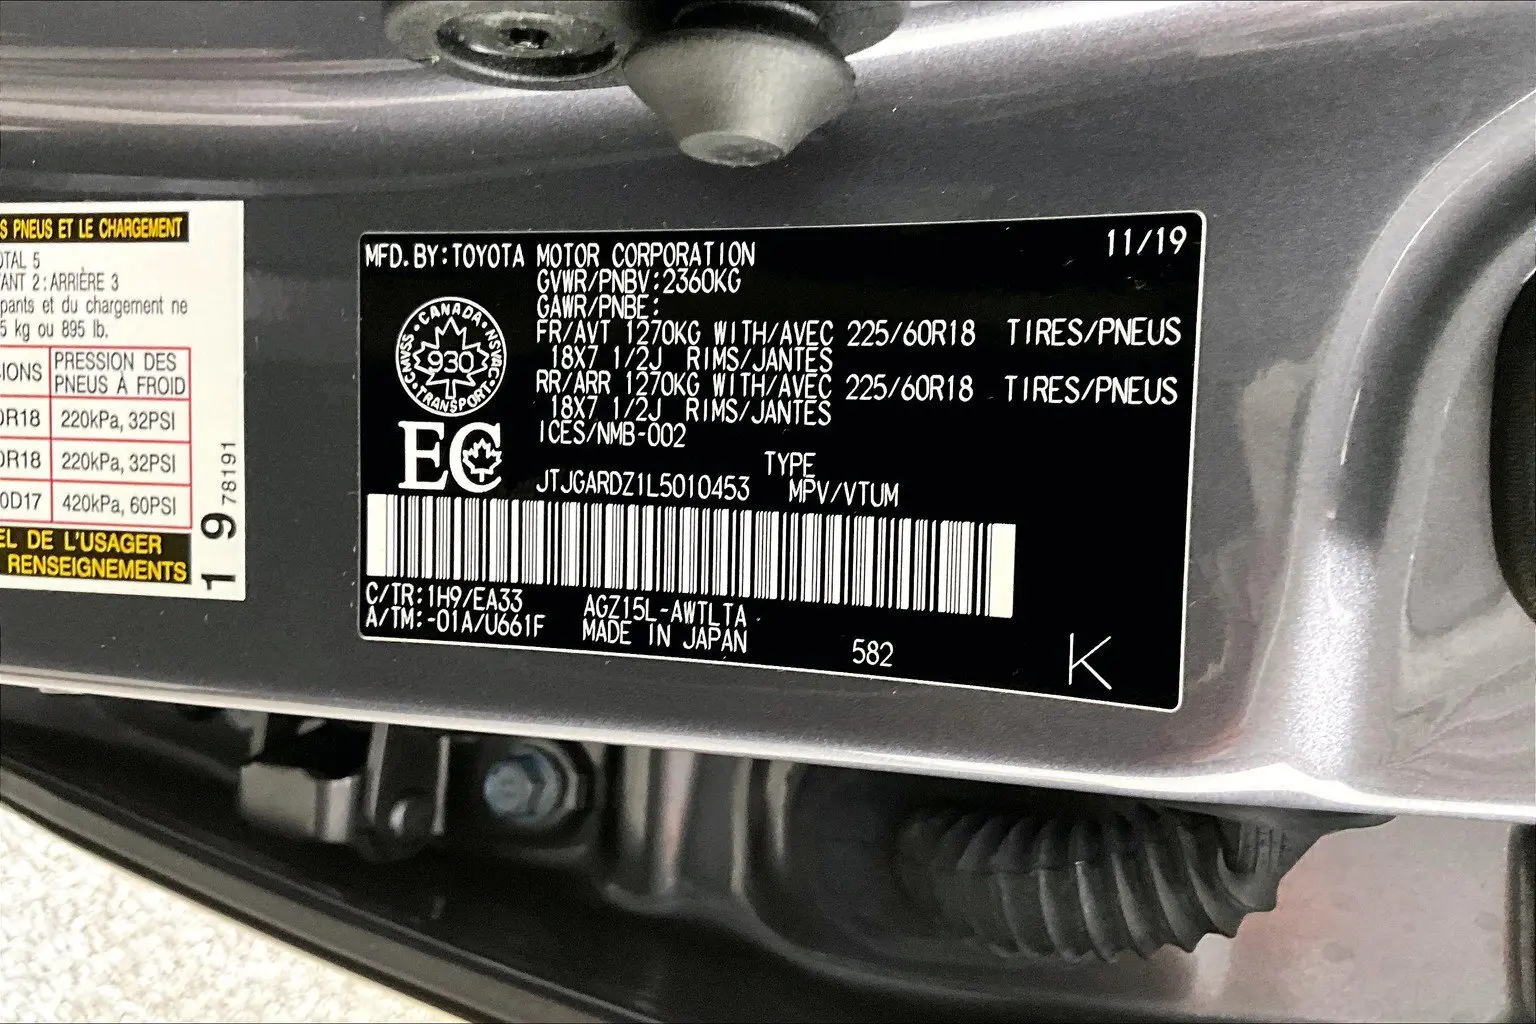 S PNEUS ET LE CHARGEMENT
OTAL 5
TANT 2: ARRIÈRE 3
pants et du chargement ne
5 kg ou 895 lb.
IONS PRESSION DES PNEUS À FROID
0R18 220kPa, 32PSI
0R18 220kPa, 32PSI
0D17 420kPa, 60PSI
EL DE L'USAGER
RENSEIGNEMENTS
1 9 78191
11/19
MFD. BY: TOYOTA MOTOR CORPORATION
GVWR/PNBV: 2360KG
GAWR/PNBE:
FR/AVT 1270KG WITH/AVEC 225/60R18 TIRES/PNEUS
18X7 1/2J RIMS/JANTES
RR/ARR 1270KG WITH/AVEC 225/60R18 TIRES/PNEUS
18X7 1/2J RIMS/JANTES
ICES/NMB-002
CANADA
CMVSS NSVAC
930
TRANSPORT
EC
TYPE
JTJGARDZ1L5010453 MPV/VTUM
C/TR: 1H9/EA33 AGZ15L-AWTLTA
A/TM: -01A/U661F MADE IN JAPAN
582
K